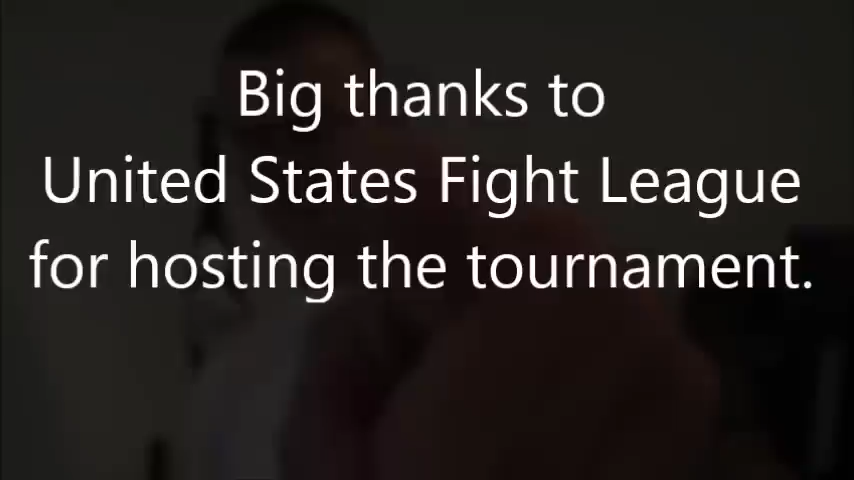 Big thanks to
United States Fight League
for hosting the tournament.